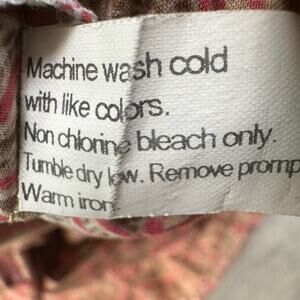 Machine wash cold
with like colors.
Non chlorine bleach only.
Tumble dry low. Remove promp
Warm iron.